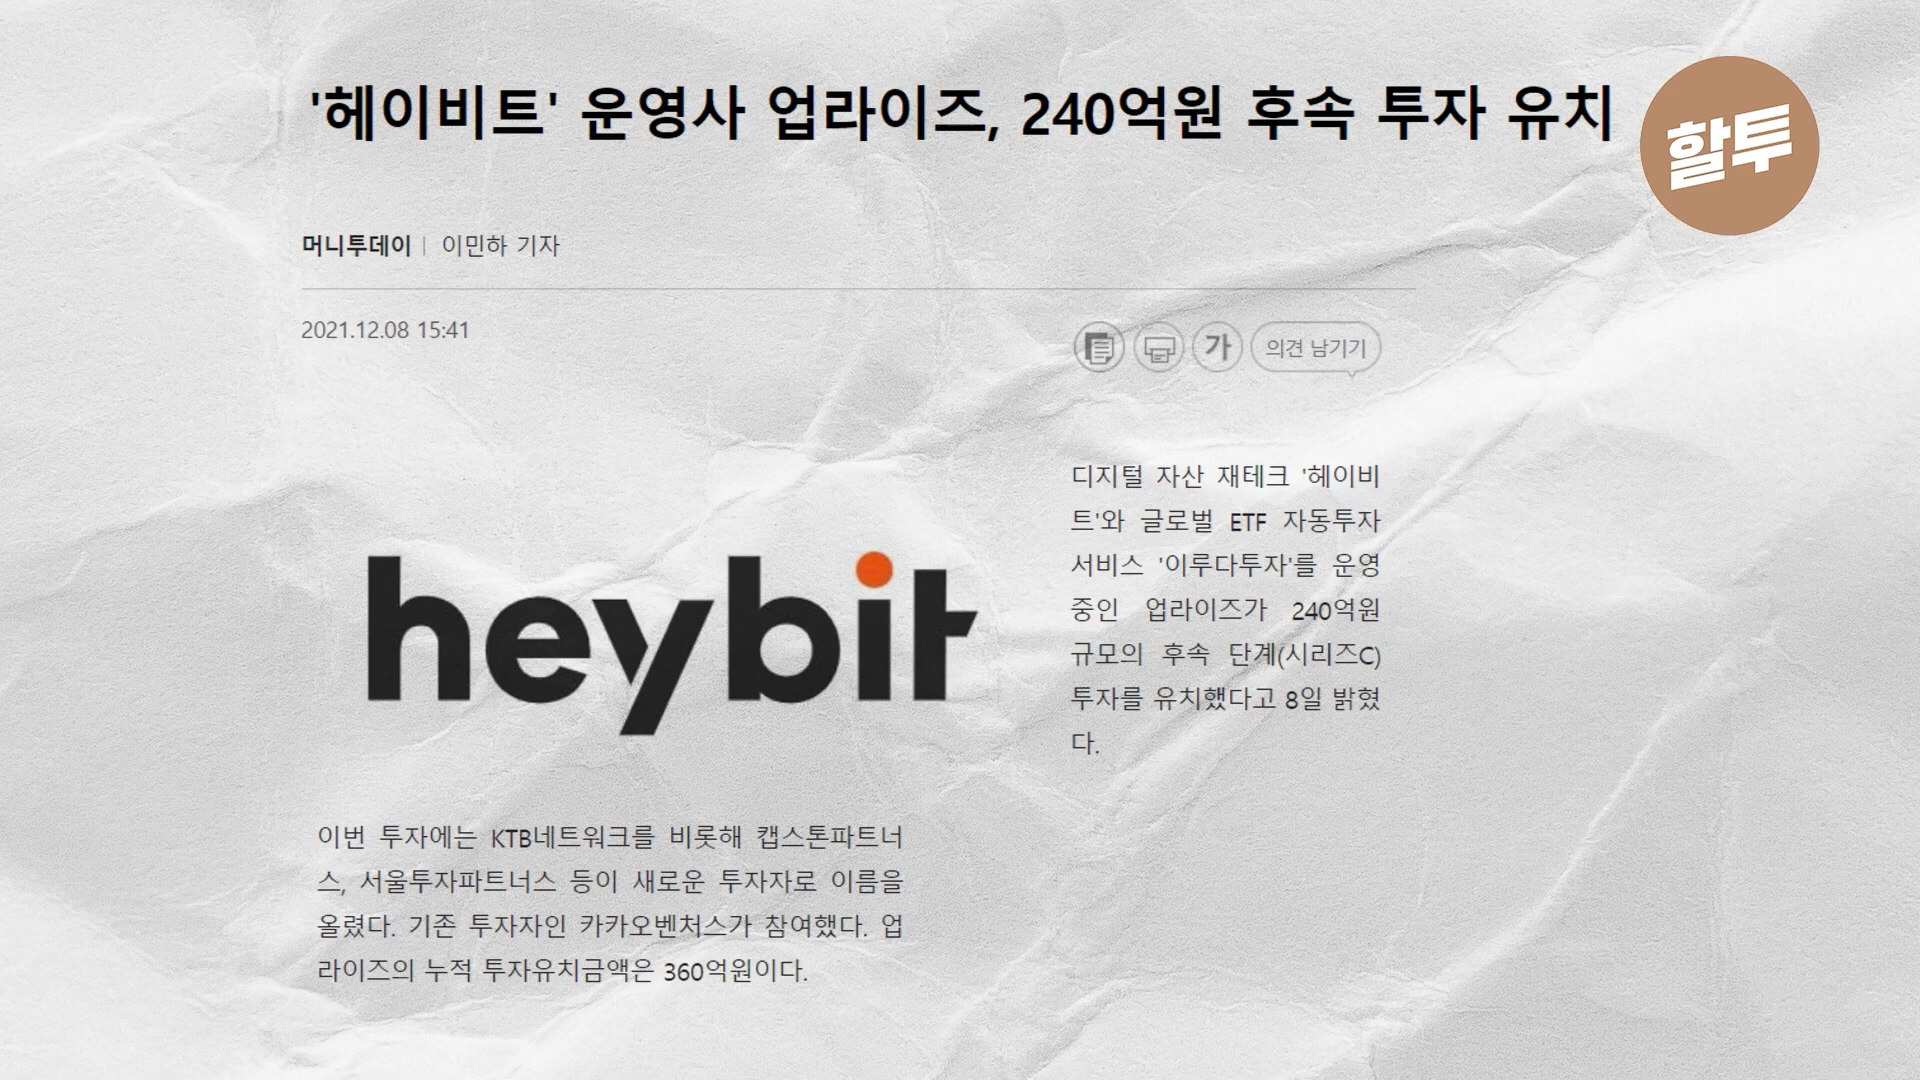 '헤이비트' 운영사 업라이즈, 240억원 후속 투자 유치
할투
머니투데이 이민하 기자
2021.12.08 15:41
가 의견 남기기
heybit
디지털 자산 재테크 '헤이비
트'와 글로벌 ETF 자동투자
서비스 '이루다투자'를 운영
중인 업라이즈가 240억원
규모의 후속 단계(시리즈C)
투자를 유치했다고 8일 밝혔
다.
이번 투자에는 KTB네트워크를 비롯해 캡스톤파트너
스, 서울투자파트너스 등이 새로운 투자자로 이름을
올렸다. 기존 투자자인 카카오벤처스가 참여했다. 업
라이즈의 누적 투자유치금액은 360억원이다.